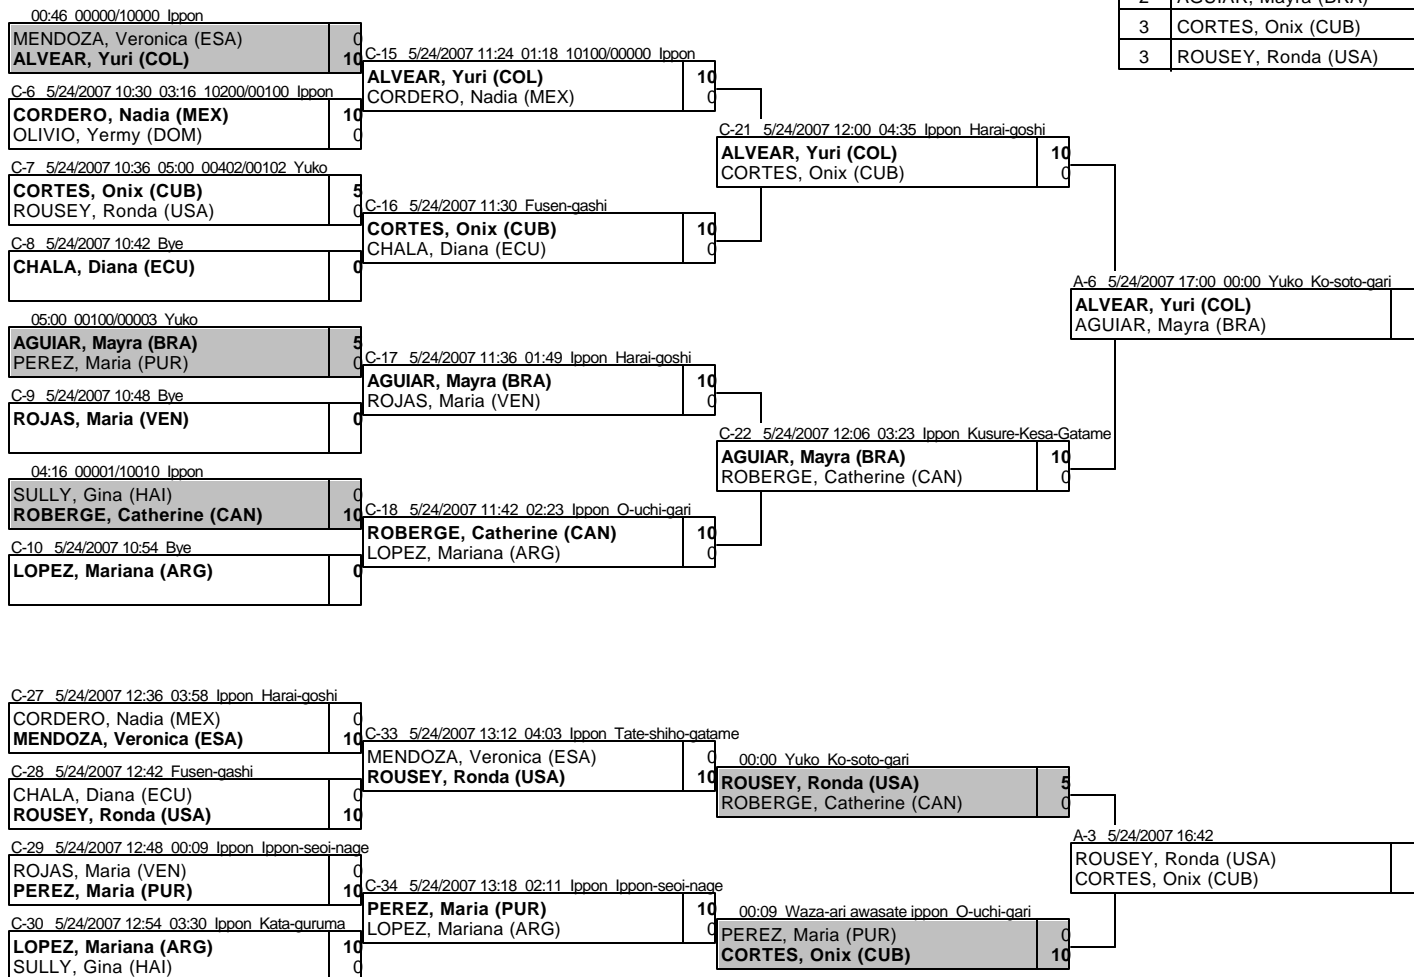 2 AGUIAR, Mayra (BRA)
3 CORTES, Onix (CUB)
3 ROUSEY, Ronda (USA)
00:46 00000/10000 Ippon
MENDOZA, Veronica (ESA) 0
ALVEAR, Yuri (COL) 10
C-6 5/24/2007 10:30 03:16 10200/00100 Ippon
CORDERO, Nadia (MEX) 10
OLIVIO, Yermy (DOM) 0
C-7 5/24/2007 10:36 05:00 00402/00102 Yuko
CORTES, Onix (CUB) 5
ROUSEY, Ronda (USA) 0
C-8 5/24/2007 10:42 Bye
CHALA, Diana (ECU) 0
05:00 00100/00003 Yuko
AGUIAR, Mayra (BRA) 5
PEREZ, Maria (PUR) 0
C-9 5/24/2007 10:48 Bye
ROJAS, Maria (VEN) 0
04:16 00001/10010 Ippon
SULLY, Gina (HAI) 0
ROBERGE, Catherine (CAN) 10
C-10 5/24/2007 10:54 Bye
LOPEZ, Mariana (ARG) 0
C-15 5/24/2007 11:24 01:18 10100/00000 Ippon
ALVEAR, Yuri (COL) 10
CORDERO, Nadia (MEX) 0
C-16 5/24/2007 11:30 Fusen-gashi
CORTES, Onix (CUB) 10
CHALA, Diana (ECU) 0
C-17 5/24/2007 11:36 01:49 Ippon Harai-goshi
AGUIAR, Mayra (BRA) 10
ROJAS, Maria (VEN) 0
C-18 5/24/2007 11:42 02:23 Ippon O-uchi-gari
ROBERGE, Catherine (CAN) 10
LOPEZ, Mariana (ARG) 0
C-21 5/24/2007 12:00 04:35 Ippon Harai-goshi
ALVEAR, Yuri (COL) 10
CORTES, Onix (CUB) 0
C-22 5/24/2007 12:06 03:23 Ippon Kusure-Kesa-Gatame
AGUIAR, Mayra (BRA) 10
ROBERGE, Catherine (CAN) 0
A-6 5/24/2007 17:00 00:00 Yuko Ko-soto-gari
ALVEAR, Yuri (COL)
AGUIAR, Mayra (BRA)
C-27 5/24/2007 12:36 03:58 Ippon Harai-goshi
CORDERO, Nadia (MEX) 0
MENDOZA, Veronica (ESA) 10
C-28 5/24/2007 12:42 Fusen-gashi
CHALA, Diana (ECU) 0
ROUSEY, Ronda (USA) 10
C-29 5/24/2007 12:48 00:09 Ippon Ippon-seoi-nage
ROJAS, Maria (VEN) 0
PEREZ, Maria (PUR) 10
C-30 5/24/2007 12:54 03:30 Ippon Kata-guruma
LOPEZ, Mariana (ARG) 10
SULLY, Gina (HAI) 0
C-33 5/24/2007 13:12 04:03 Ippon Tate-shiho-gatame
MENDOZA, Veronica (ESA) 0
ROUSEY, Ronda (USA) 10
C-34 5/24/2007 13:18 02:11 Ippon Ippon-seoi-nage
PEREZ, Maria (PUR) 10
LOPEZ, Mariana (ARG) 0
00:00 Yuko Ko-soto-gari
ROUSEY, Ronda (USA) 5
ROBERGE, Catherine (CAN) 0
00:09 Waza-ari awasate ippon O-uchi-gari
PEREZ, Maria (PUR) 0
CORTES, Onix (CUB) 10
A-3 5/24/2007 16:42
ROUSEY, Ronda (USA)
CORTES, Onix (CUB)